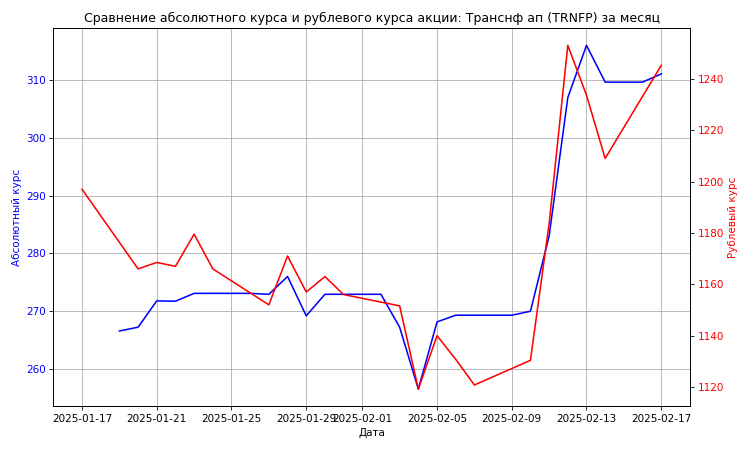 Сравнение абсолютного курса и рублевого курса акции: Транснф ап (TRNFP) за месяц
Абсолютный курс
310
300
290
280
270
260
1240
1220
1200
1180
1160
1140
1120
Рублевый курс
2025-01-17 2025-01-21 2025-01-25 2025-01-29 2025-02-01 2025-02-05 2025-02-09 2025-02-13 2025-02-17
Дата